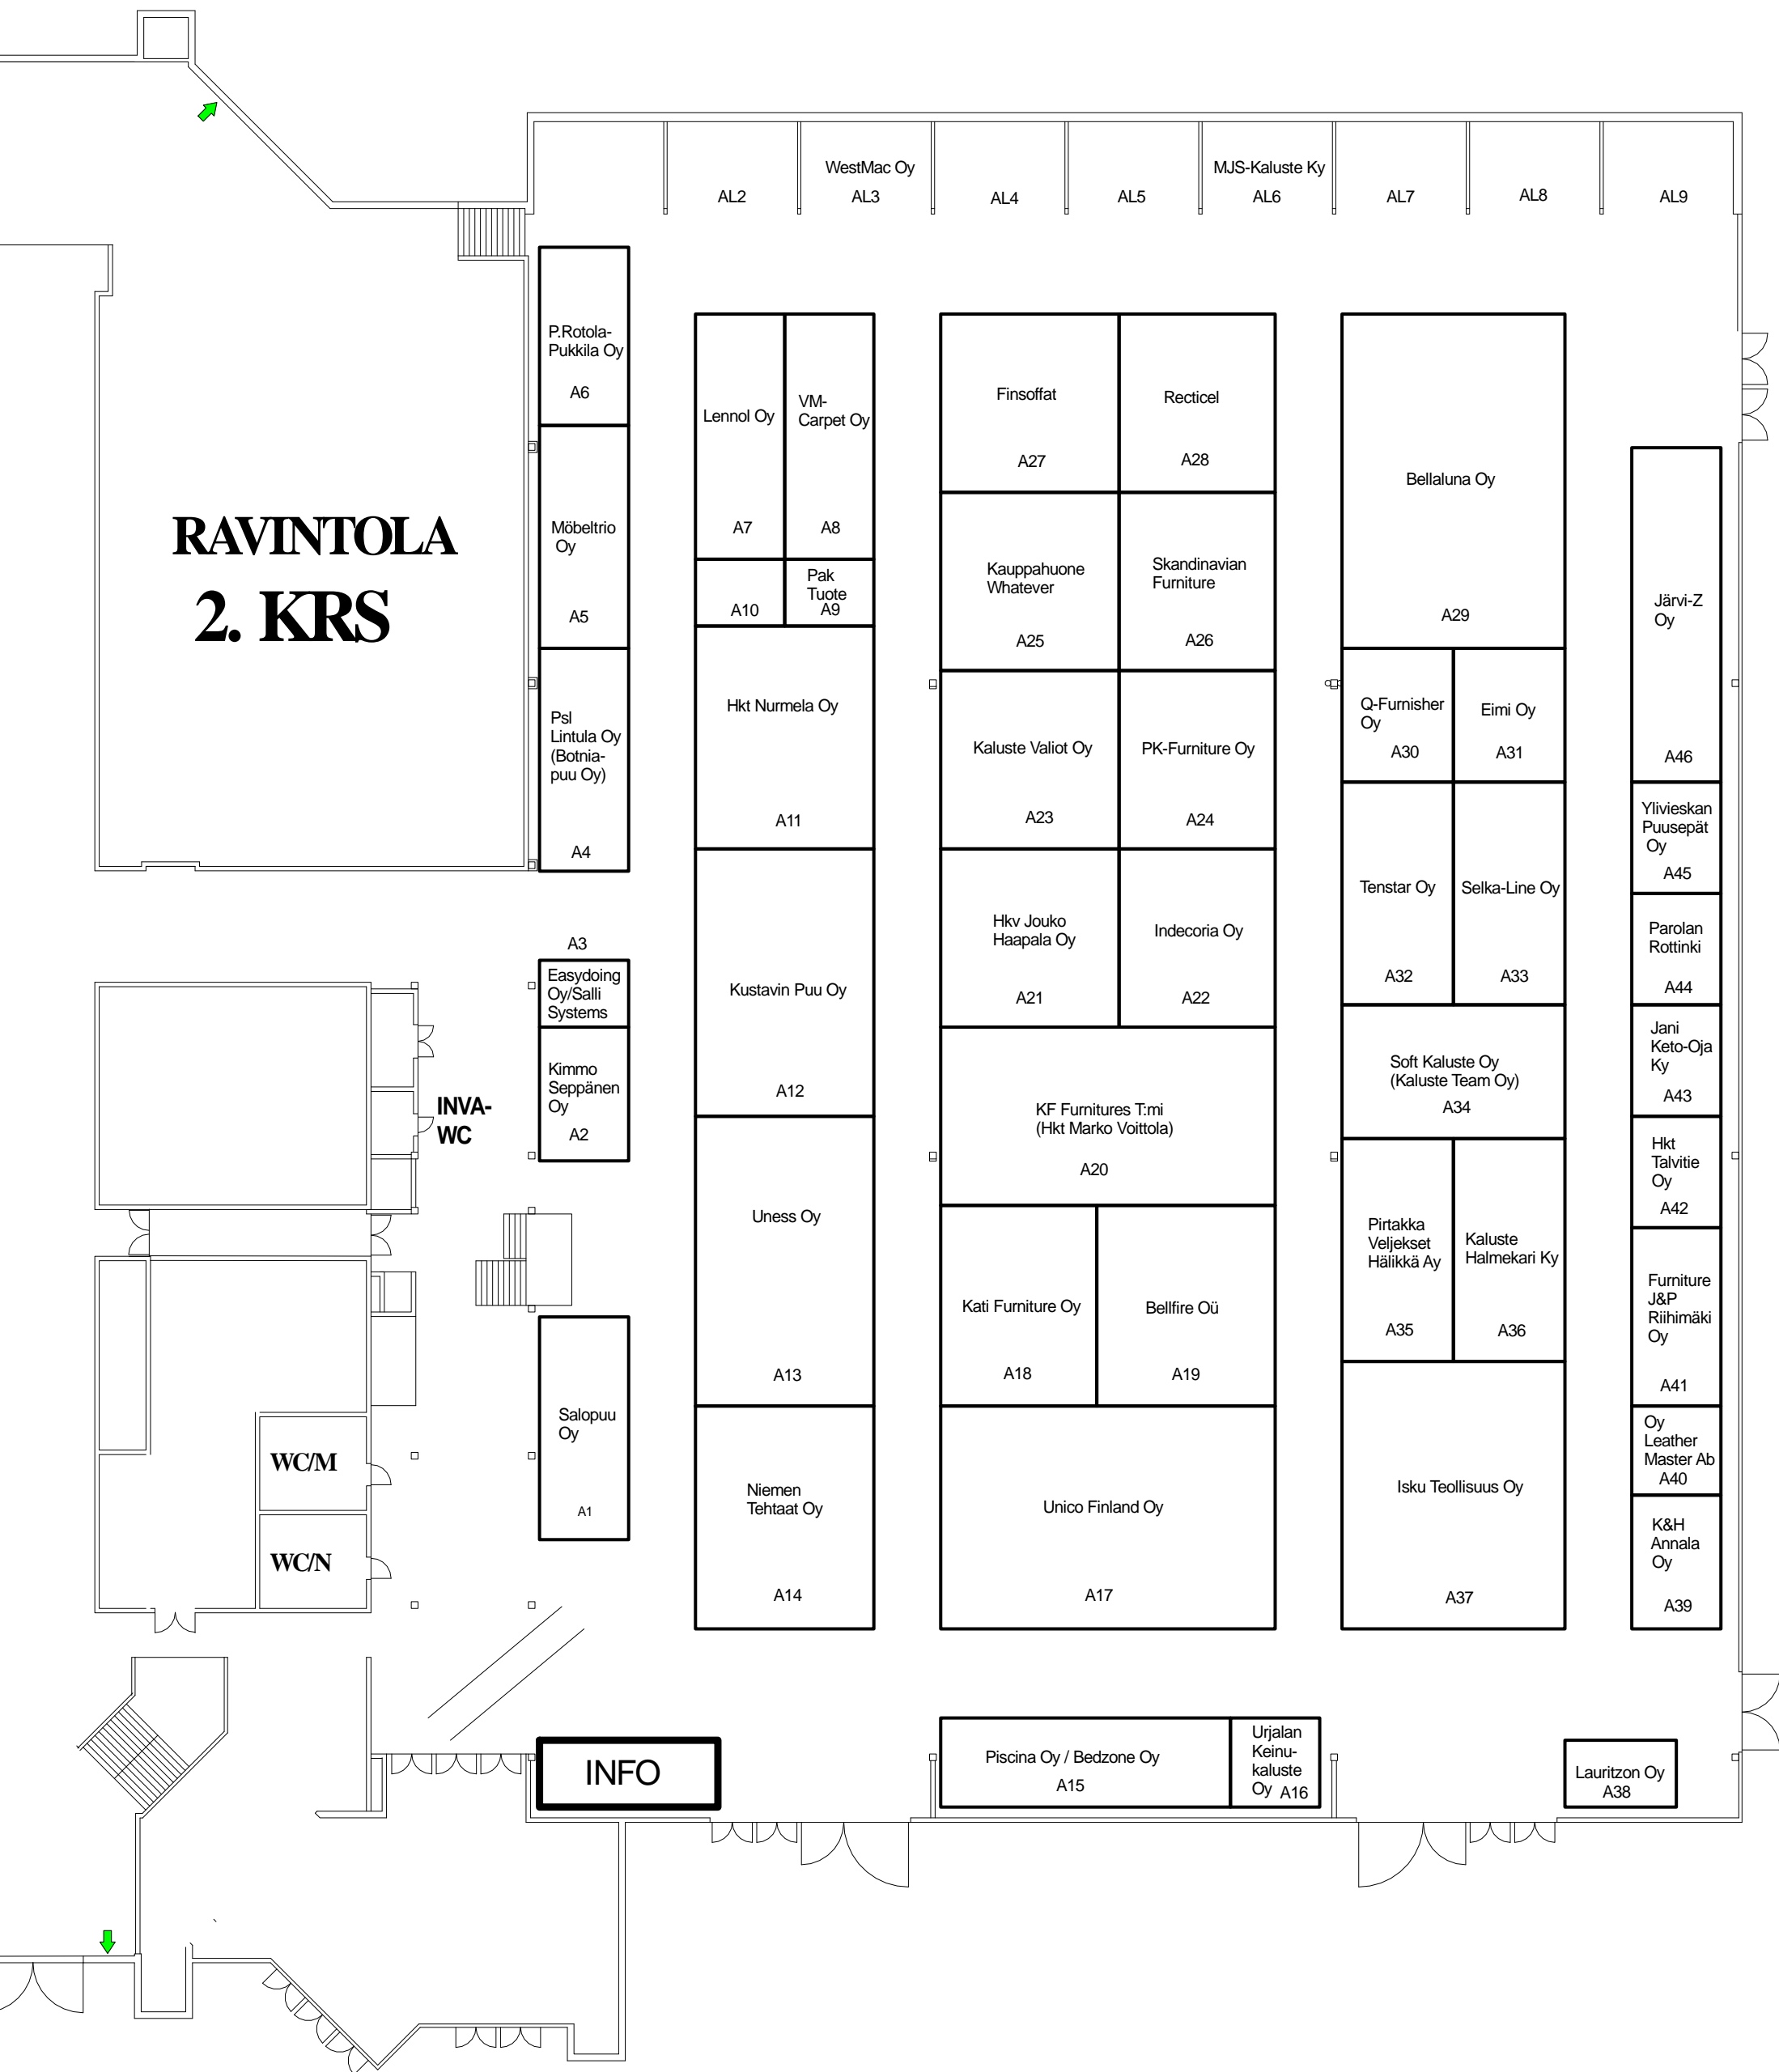 WestMac Oy
MJS-Kaluste Ky
AL2
AL3
AL4
AL5
AL6
AL7
AL8
AL9
RAVINTOLA
2. KRS
P.Rotola-
Pukkila Oy
A6
Möbeltrio
Oy
A5
Psl
Lintula Oy
(Botnia-
puu Oy)
A4
A3
Easydoing
Oy/Salli
Systems
Kimmo
Seppänen
Oy
A2
INVA-
WC
Salopuu
Oy
A1
WC/M
WC/N
INFO
Lennol Oy
A7
VM-
Carpet Oy
A8
A10
Pak
Tuote
A9
Hkt Nurmela Oy
A11
Kustavin Puu Oy
A12
Uness Oy
A13
Niemen
Tehtaat Oy
A14
Finsoffat
A27
Recticel
A28
Kauppahuone
Whatever
A25
Skandinavian
Furniture
A26
Kaluste Valiot Oy
A23
PK-Furniture Oy
A24
Hkv Jouko
Haapala Oy
A21
Indecoria Oy
A22
KF Furnitures T:mi
(Hkt Marko Voittola)
A20
Kati Furniture Oy
A18
Bellfire Oü
A19
Unico Finland Oy
A17
Piscina Oy / Bedzone Oy
A15
Urjalan
Keinu-
kaluste
Oy A16
Bellaluna Oy
A29
Q-Furnisher
Oy
A30
Eimi Oy
A31
Tenstar Oy
A32
Selka-Line Oy
A33
Soft Kaluste Oy
(Kaluste Team Oy)
A34
Pirtakka
Veljekset
Hälikkä Ay
A35
Kaluste
Halmekari Ky
A36
Isku Teollisuus Oy
A37
Lauritzon Oy
A38
Järvi-Z
Oy
A46
Ylivieskan
Puusepät
Oy
A45
Parolan
Rottinki
A44
Jani
Keto-Oja
Ky
A43
Hkt
Talvitie
Oy
A42
Furniture
J&P
Riihimäki
Oy
A41
Oy
Leather
Master Ab
A40
K&H
Annala
Oy
A39